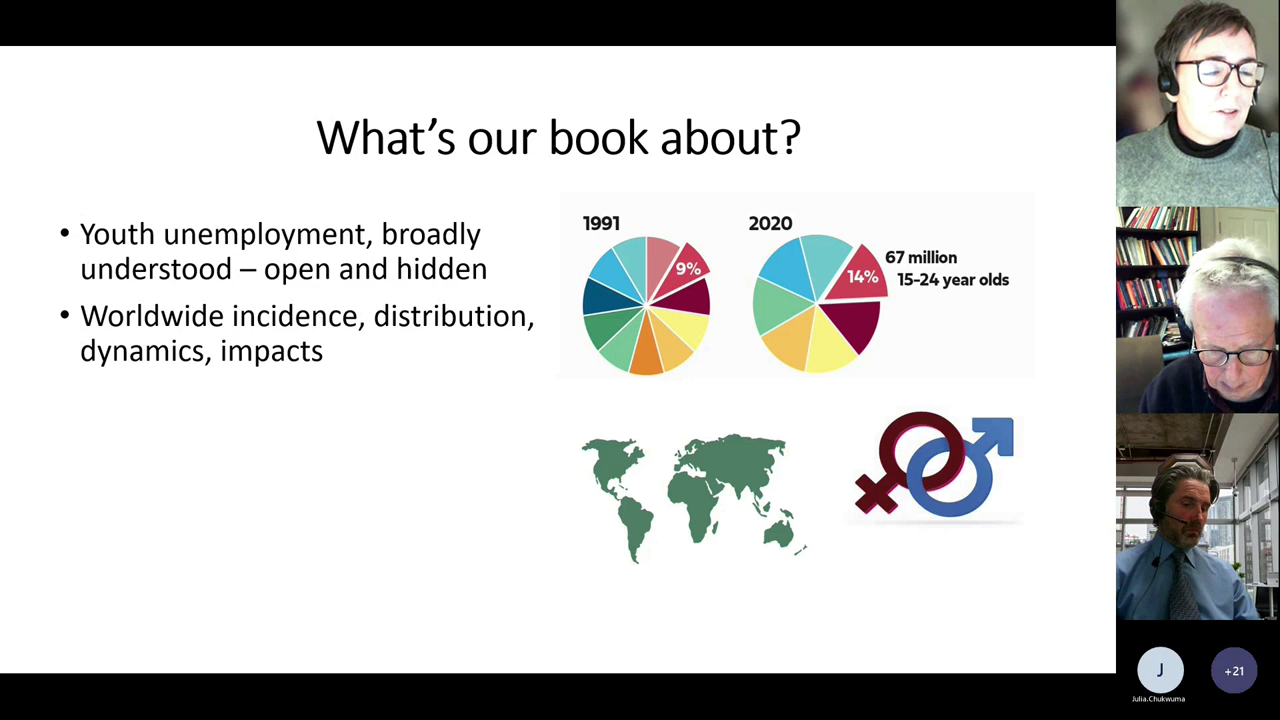 What's our book about?
• Youth unemployment, broadly
understood – open and hidden
• Worldwide incidence, distribution,
dynamics, impacts
1991
9%
2020
14%
67 million
15-24 year olds
J
Julia.Chukwuma
+21